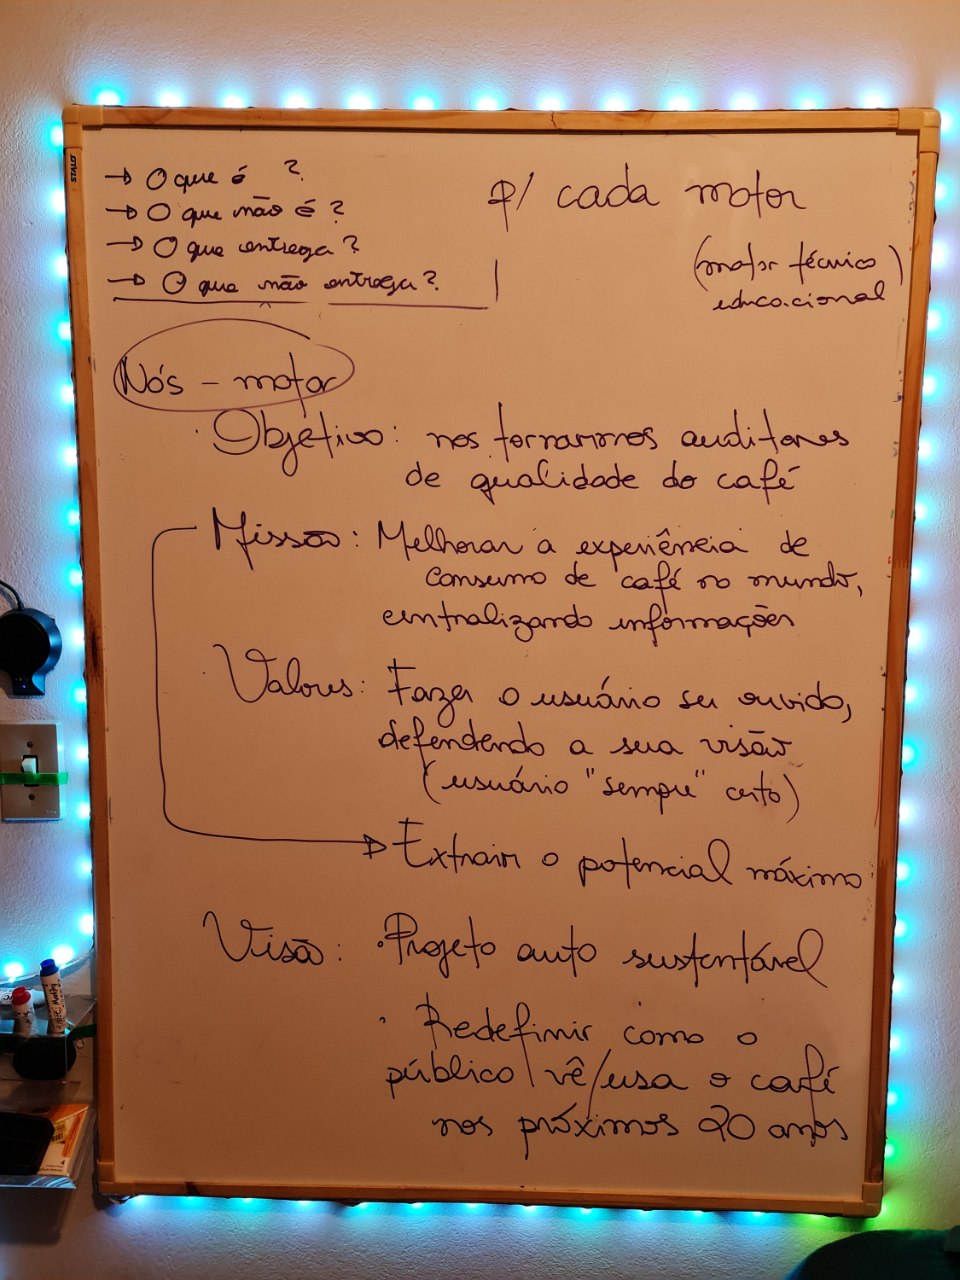 → O que é ?
→ O que não é ?
→ O que entrega ?
→ O que não entrega ?
P/ cada motor
(motor técnico
educacional)
Nós - motor
· Objetivo: nos tornarmos auditores
de qualidade do café
Missão: Melhorar a experiência de
consumo de café no mundo,
centralizando informações
Valores: Fazer o usuário ser ouvido,
defendendo a sua visão
(usuário "sempre" certo)
→ Extrair o potencial máximo
Visão: · Projeto auto sustentável
· Redefinir como o
público vê/usa o café
nos próximos 20 anos
STALO